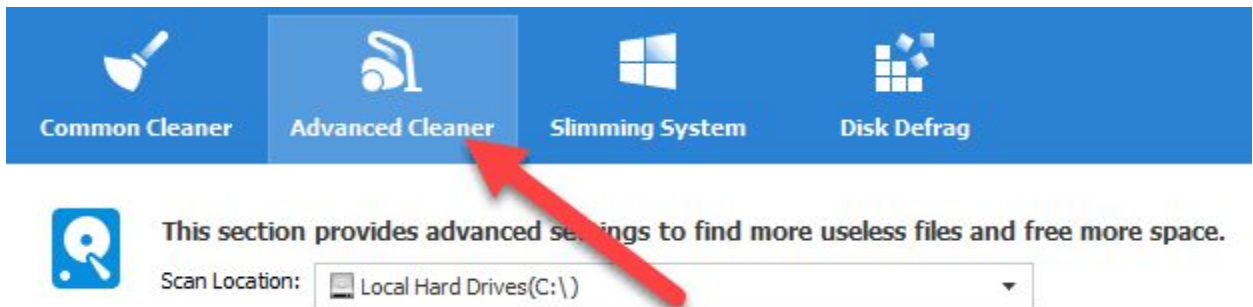 Common Cleaner
Advanced Cleaner
Slimming System
Disk Defrag
This section provides advanced settings to find more useless files and free more space.
Scan Location:
Local Hard Drives(C:\)